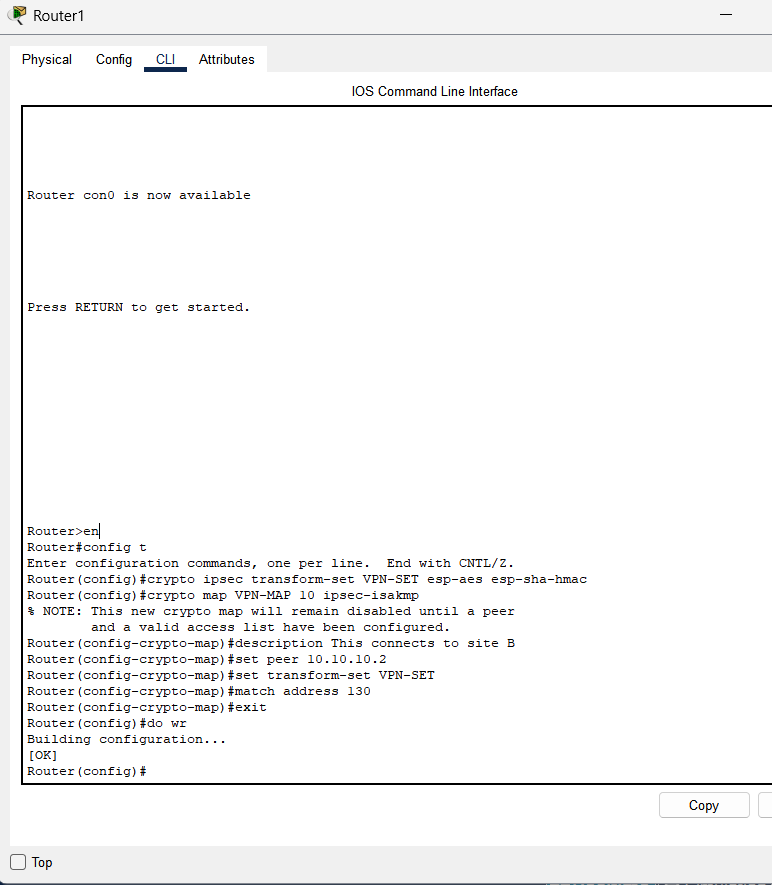 Router1
Physical Config CLI Attributes
IOS Command Line Interface
Router con0 is now available
Press RETURN to get started.
Router>en
Router#config t
Enter configuration commands, one per line.  End with CNTL/Z.
Router(config)#crypto ipsec transform-set VPN-SET esp-aes esp-sha-hmac
Router(config)#crypto map VPN-MAP 10 ipsec-isakmp
% NOTE: This new crypto map will remain disabled until a peer
        and a valid access list have been configured.
Router(config-crypto-map)#description This connects to site B
Router(config-crypto-map)#set peer 10.10.10.2
Router(config-crypto-map)#set transform-set VPN-SET
Router(config-crypto-map)#match address 130
Router(config-crypto-map)#exit
Router(config)#do wr
Building configuration...
[OK]
Router(config)#
Copy
Top